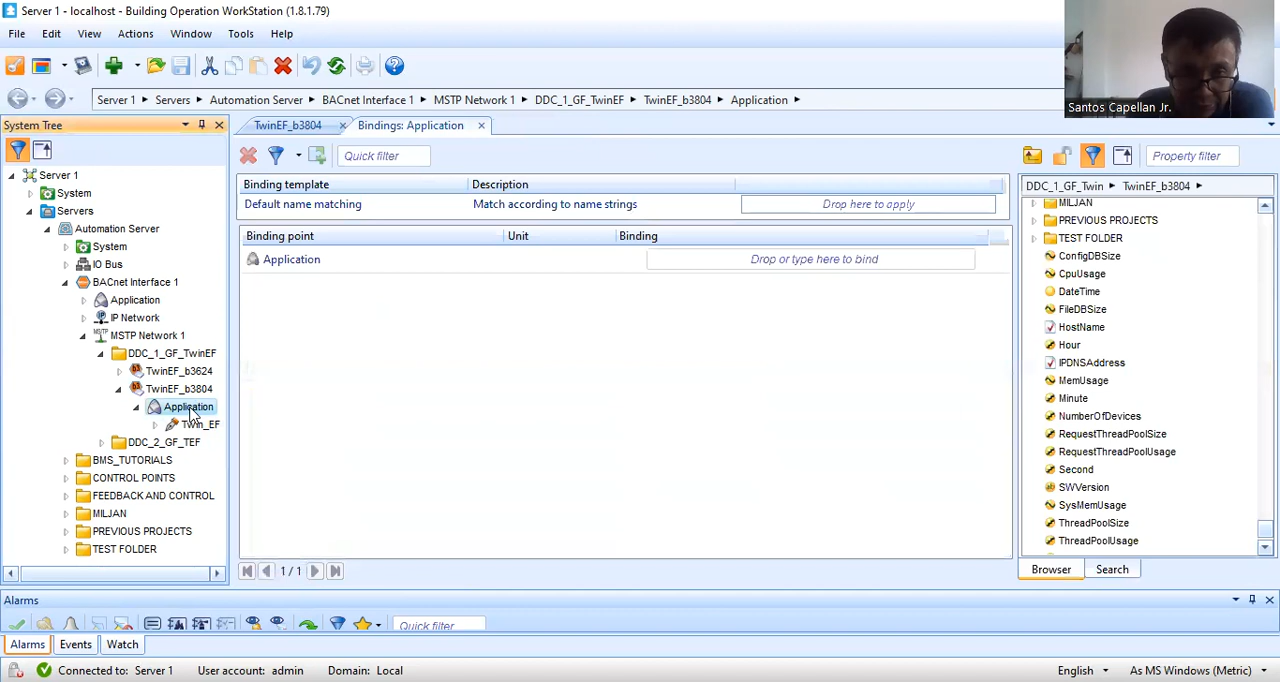 Server 1 - localhost - Building Operation WorkStation (1.8.1.79)
File Edit View Actions Window Tools Help
Santos Capellan Jr.
Server 1 Servers Automation Server BACnet Interface 1 MSTP Network 1 DDC_1_GF_TwinEF TwinEF_b3804 Application
System Tree
TwinEF_b3804 Bindings: Application
Quick filter
Property filter
Server 1
System
Servers
Automation Server
System
IO Bus
BACnet Interface 1
Application
IP Network
MSTP Network 1
DDC_1_GF_TwinEF
TwinEF_b3624
TwinEF_b3804
Application
Twin_EF
DDC_2_GF_TEF
BMS_TUTORIALS
CONTROL POINTS
FEEDBACK AND CONTROL
MILJAN
PREVIOUS PROJECTS
TEST FOLDER
Binding template Description
Default name matching Match according to name strings Drop here to apply
Binding point Unit Binding
Application Drop or type here to bind
1 / 1
DDC_1_GF_Twin TwinEF_b3804
MILJAN
PREVIOUS PROJECTS
TEST FOLDER
ConfigDBSize
CpuUsage
DateTime
FileDBSize
HostName
Hour
IPDNSAddress
MemUsage
Minute
NumberOfDevices
RequestThreadPoolSize
RequestThreadPoolUsage
Second
SWVersion
SysMemUsage
ThreadPoolSize
ThreadPoolUsage
Browser Search
Alarms
Quick filter
Alarms Events Watch
Connected to: Server 1 User account: admin Domain: Local English As MS Windows (Metric)